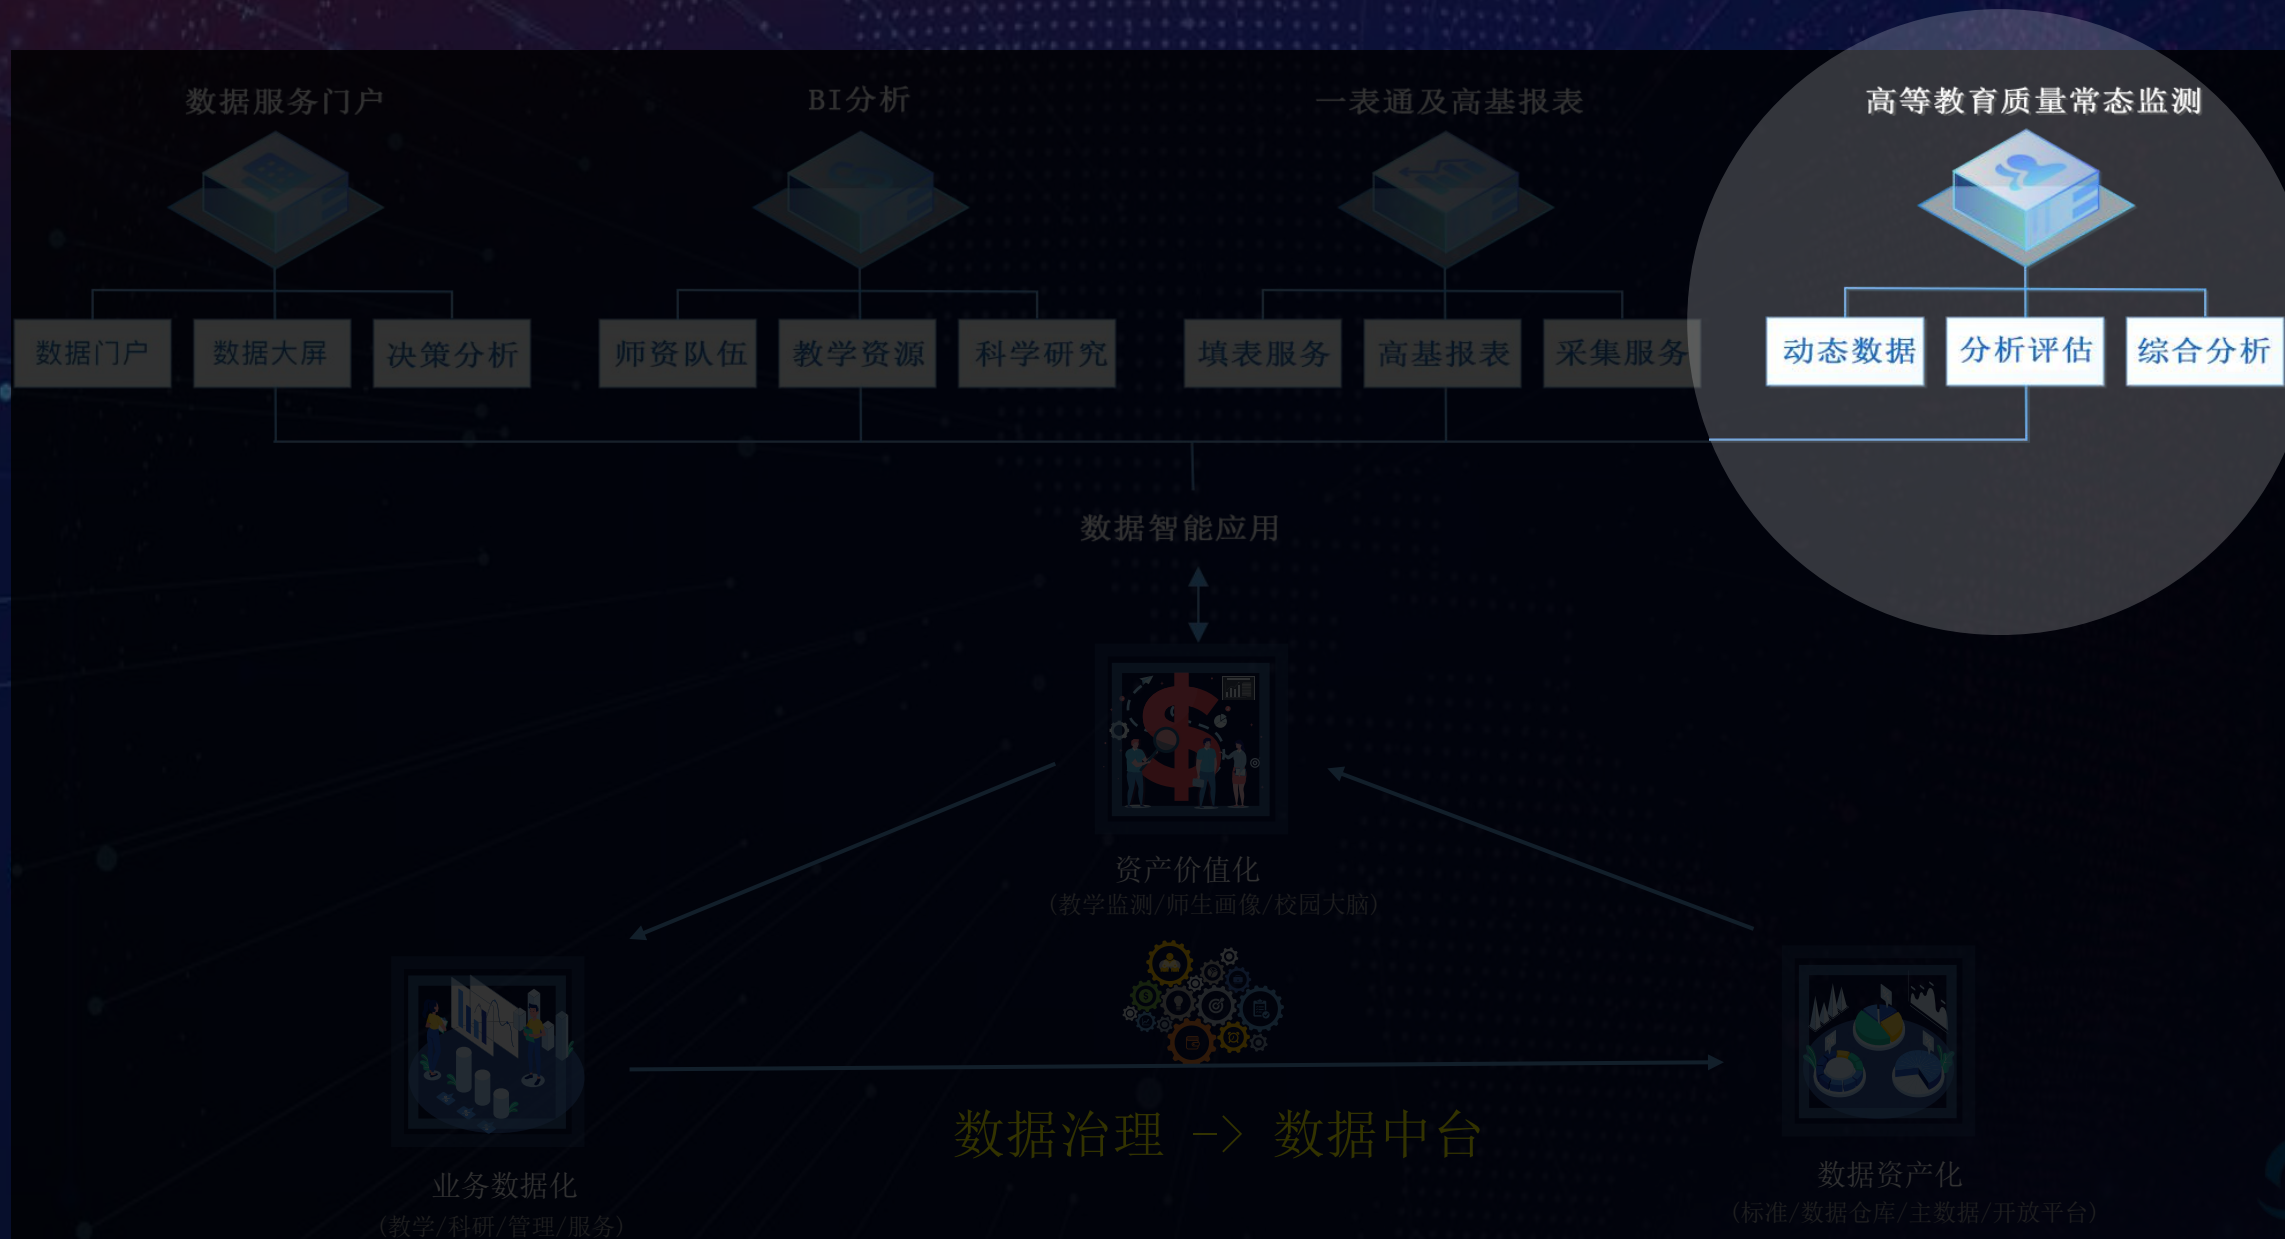 数据服务门户
BI分析
一表通及高基报表
高等教育质量常态监测
数据门户
数据大屏
决策分析
师资队伍
教学资源
科学研究
填表服务
高基报表
采集服务
动态数据
分析评估
综合分析
数据智能应用
资产价值化
(教学监测/师生画像/校园大脑)
数据治理 -> 数据中台
业务数据化
(教学/科研/管理/服务)
数据资产化
(标准/数据仓库/主数据/开放平台)